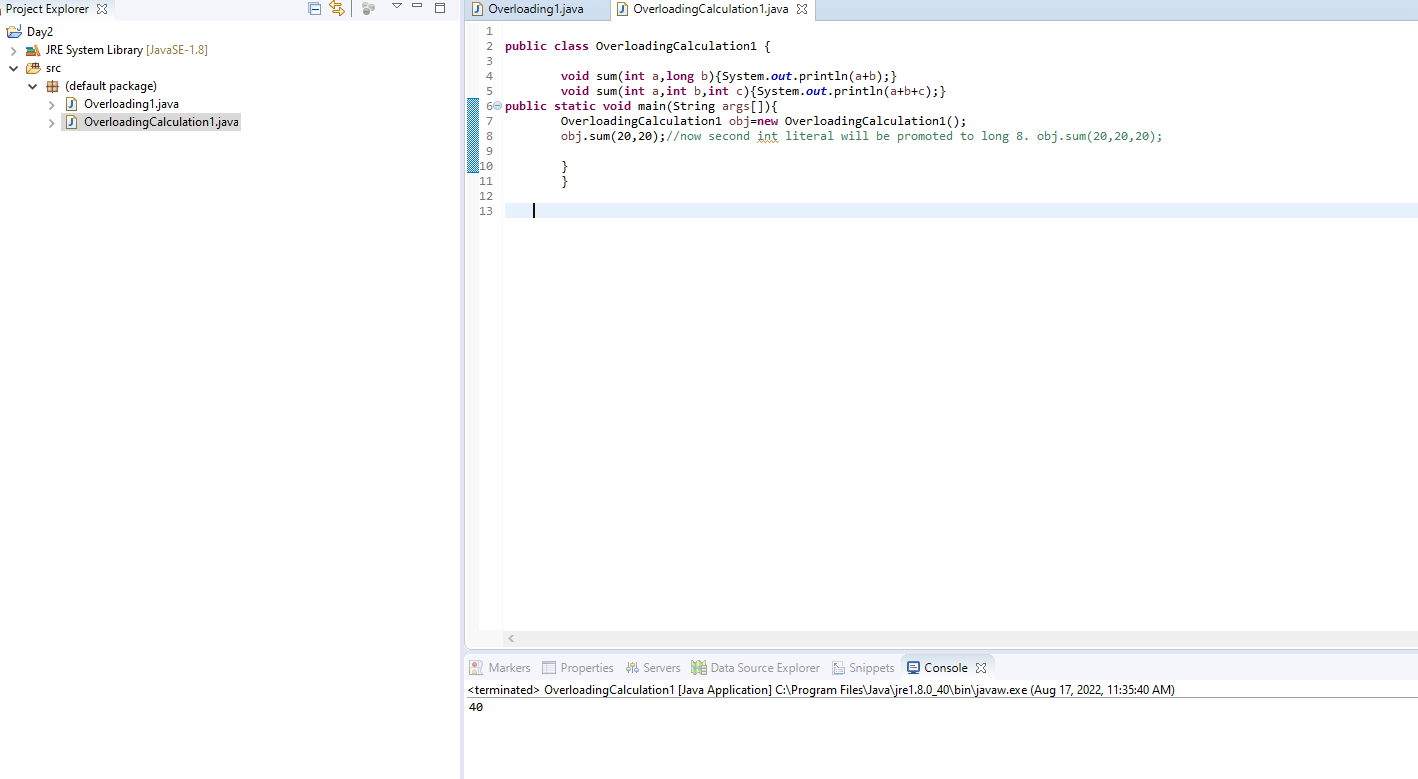 Project Explorer
Day2
JRE System Library [JavaSE-1.8]
src
(default package)
Overloading1.java
OverloadingCalculation1.java
Overloading1.java OverloadingCalculation1.java
1
2 public class OverloadingCalculation1 {
3
4 void sum(int a,long b){System.out.println(a+b);}
5 void sum(int a,int b,int c){System.out.println(a+b+c);}
6 public static void main(String args[]){
7 OverloadingCalculation1 obj=new OverloadingCalculation1();
8 obj.sum(20,20);//now second int literal will be promoted to long 8. obj.sum(20,20,20);
9
10 }
11 }
12
13
Markers Properties Servers Data Source Explorer Snippets Console
<terminated> OverloadingCalculation1 [Java Application] C:\Program Files\Java\jre1.8.0_40\bin\javaw.exe (Aug 17, 2022, 11:35:40 AM)
40